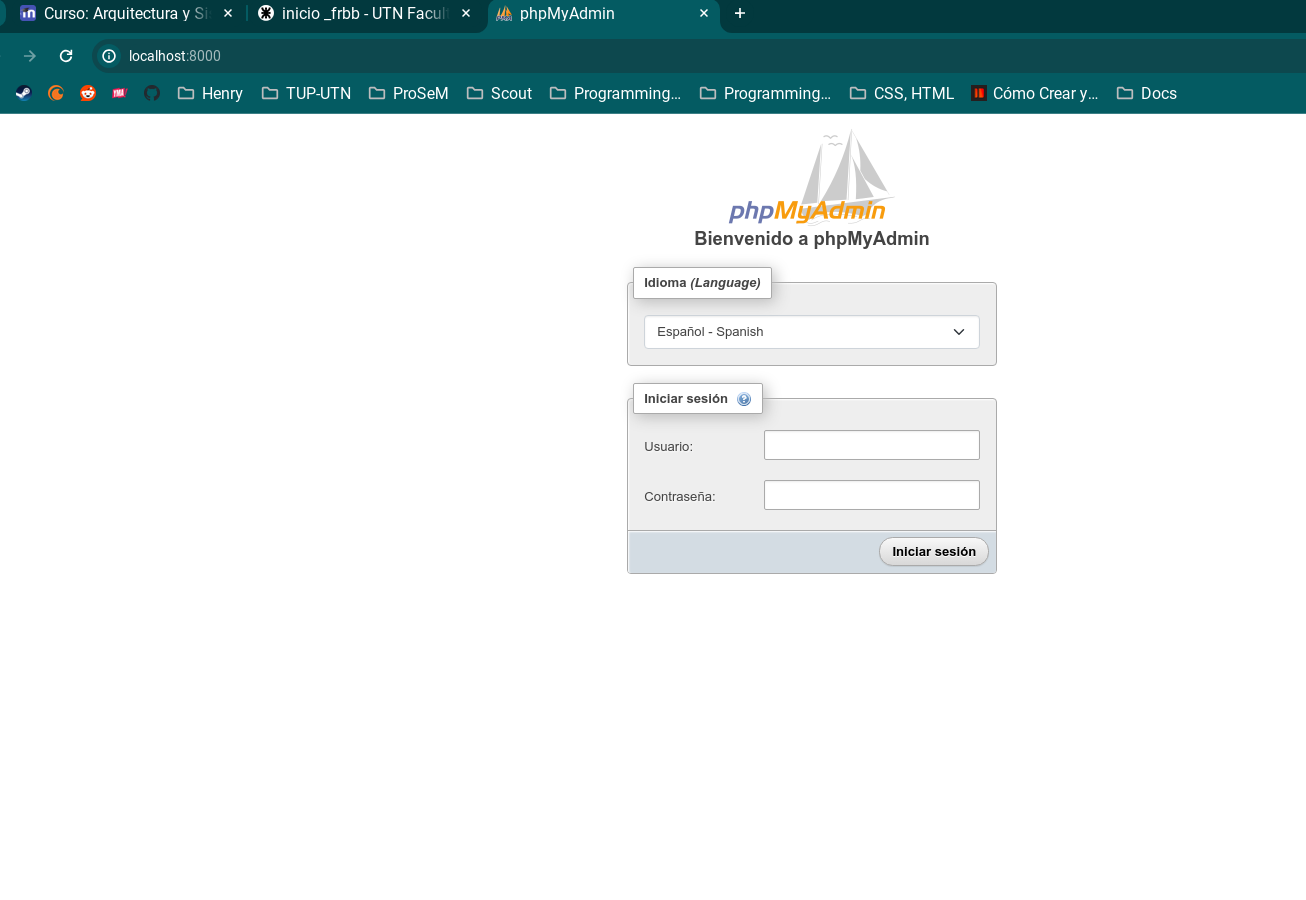 Curso: Arquitectura y Si
inicio _frbb - UTN Facul
phpMyAdmin
localhost:8000
Henry
TUP-UTN
ProSeM
Scout
Programming...
Programming...
CSS, HTML
Cómo Crear y...
Docs
phpMyAdmin
Bienvenido a phpMyAdmin
Idioma (Language)
Español - Spanish
Iniciar sesión
Usuario:
Contraseña:
Iniciar sesión